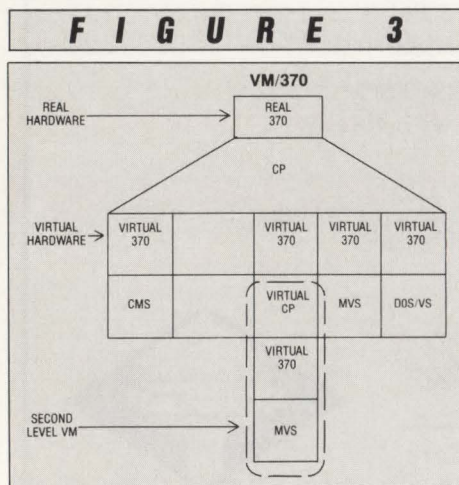 FIGURE 3
VM/370
REAL
HARDWARE
REAL
370
CP
VIRTUAL
HARDWARE
VIRTUAL
370
VIRTUAL
370
VIRTUAL
370
VIRTUAL
370
CMS
VIRTUAL
CP
MVS
DOS/VS
VIRTUAL
370
SECOND
LEVEL VM
MVS